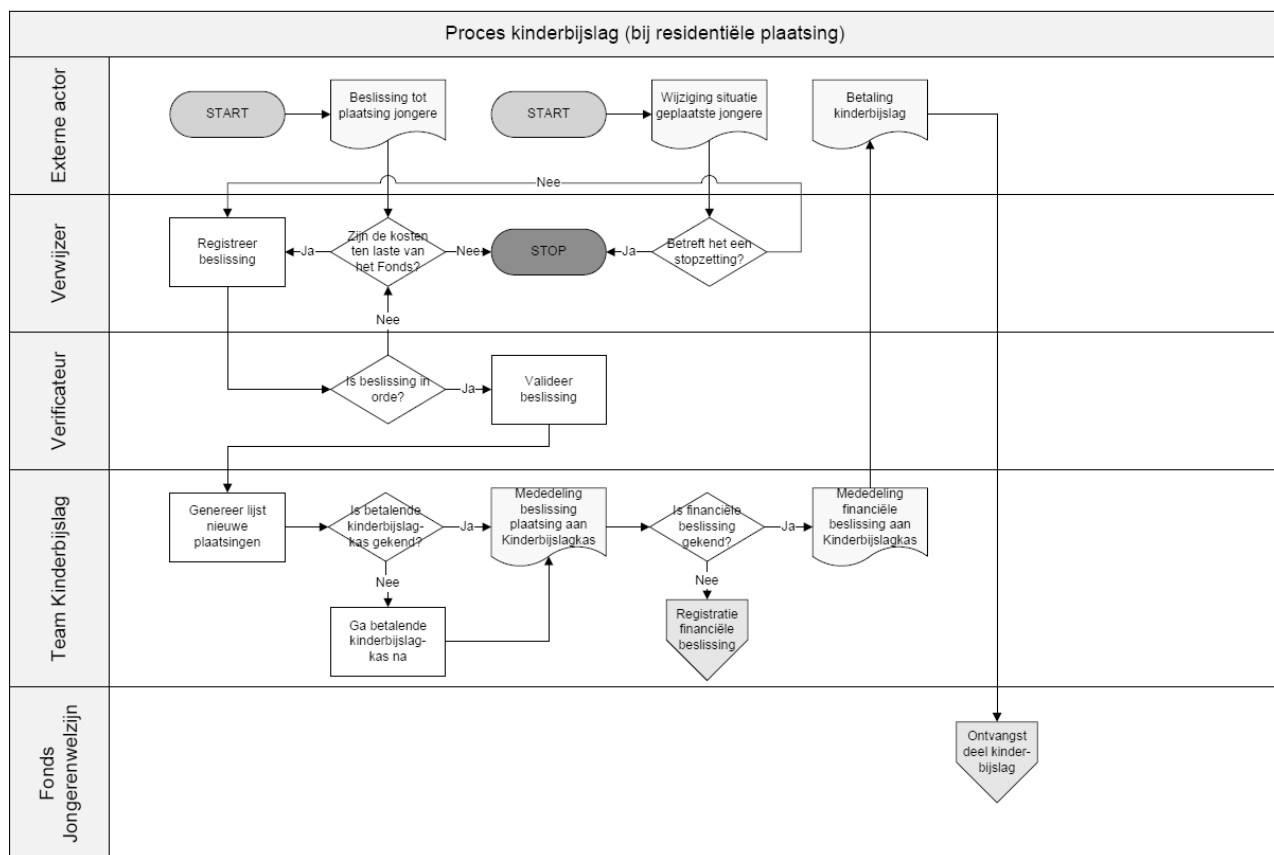 Proces kinderbijslag (bij residentiële plaatsing)
Externe actor
START
Beslissing tot
plaatsing jongere
START
Wijziging situatie
geplaatste jongere
Betaling
kinderbijslag
Nee
Verwijzer
Registreer
beslissing
Ja
Zijn de kosten
ten laste van
het Fonds?
Nee
STOP
Ja
Betreft het een
stopzetting?
Nee
Verificateur
Is beslissing in
orde?
Ja
Valideer
beslissing
Team Kinderbijslag
Genereer lijst
nieuwe
plaatsingen
Is betalende
kinderbijslag-
kas gekend?
Ja
Mededeling
beslissing
plaatsing aan
Kinderbijslagkas
Is financiële
beslissing
gekend?
Ja
Mededeling
financiële
beslissing aan
Kinderbijslagkas
Nee
Nee
Ga betalende
kinderbijslag-
kas na
Registratie
financiële
beslissing
Fonds
Jongerenwelzijn
Ontvangst
deel kinder-
bijslag